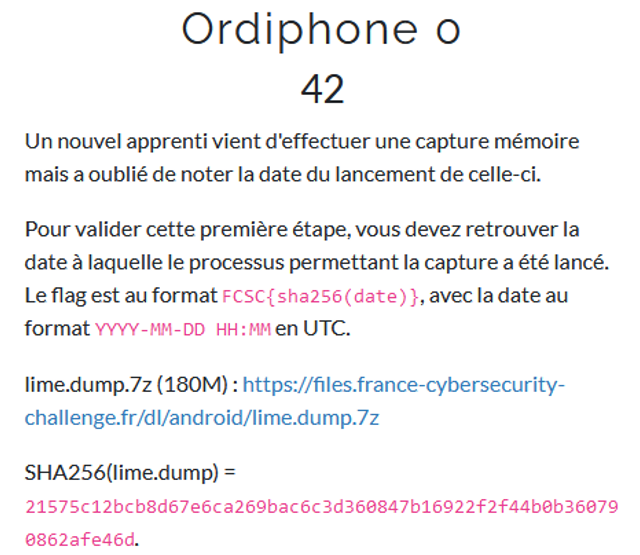 Ordiphone 0
42
Un nouvel apprenti vient d'effectuer une capture mémoire
mais a oublié de noter la date du lancement de celle-ci.
Pour valider cette première étape, vous devez retrouver la
date à laquelle le processus permettant la capture a été lancé.
Le flag est au format FCSC{sha256(date)}, avec la date au
format YYYY-MM-DD HH:MM en UTC.
lime.dump.7z (180M) : https://files.france-cybersecurity-
challenge.fr/dl/android/lime.dump.7z
SHA256(lime.dump) =
21575c12bcb8d67e6ca269bac6c3d360847b16922f2f44b0b36079
0862afe46d.